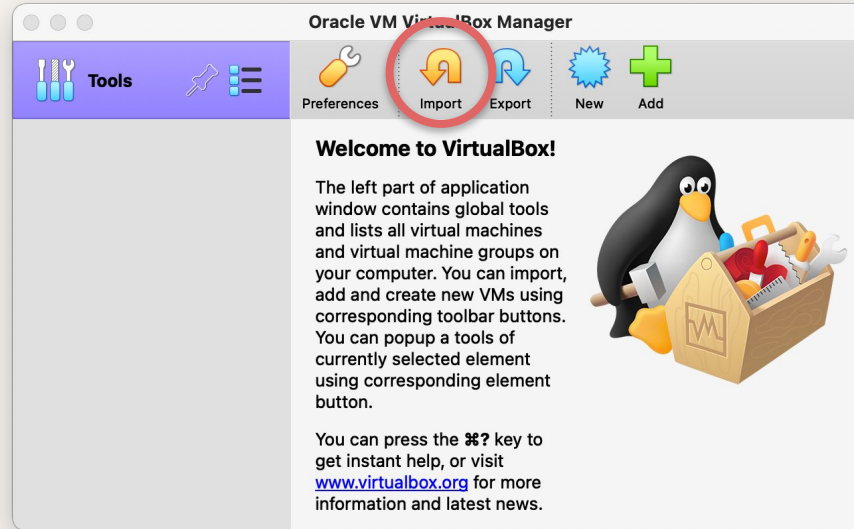 Oracle VM VirtualBox Manager
Tools
Preferences Import Export New Add
Welcome to VirtualBox!
The left part of application
window contains global tools
and lists all virtual machines
and virtual machine groups on
your computer. You can import,
add and create new VMs using
corresponding toolbar buttons.
You can popup a tools of
currently selected element
using corresponding element
button.
You can press the ⌘? key to
get instant help, or visit
www.virtualbox.org for more
information and latest news.